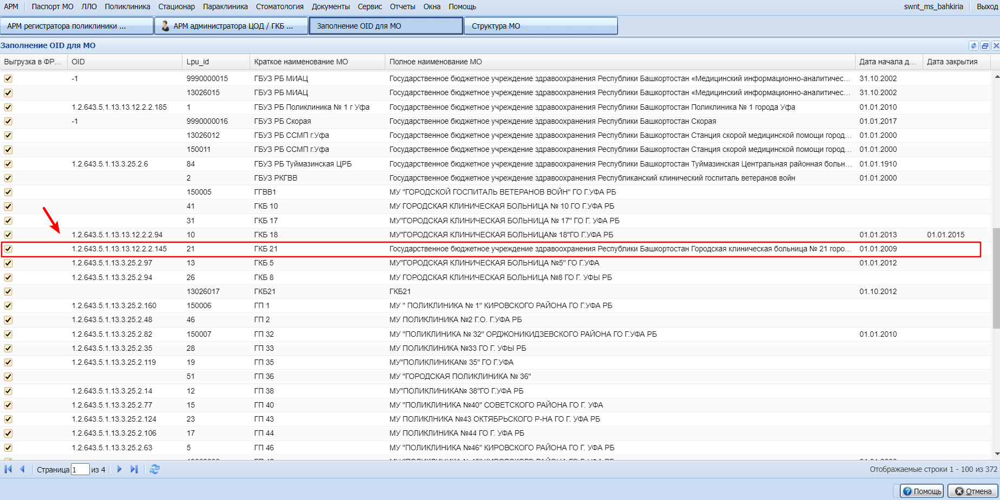 АРМ Паспорт МО ЛЛО Поликлиника Стационар Параклиника Стоматология Документы Сервис Отчеты Окна Помощь swnt_ms_bahkiria Выход
АРМ регистратора поликлиники ... АРМ администратора ЦОД / ГКБ ... Заполнение OID для МО Структура МО
Заполнение OID для МО
Выгрузка в ФР... OID Lpu_id Краткое наименование МО Полное наименование МО Дата начала д... Дата закрытия
-1 9990000015 ГБУЗ РБ МИАЦ Государственное бюджетное учреждение здравоохранения Республики Башкортостан «Медицинский информационно-аналитичес... 31.10.2002
13026015 ГБУЗ РБ МИАЦ Государственное бюджетное учреждение здравоохранения Республики Башкортостан «Медицинский информационно-аналитичес... 31.10.2002
1.2.643.5.1.13.13.12.2.2.185 1 ГБУЗ РБ Поликлиника № 1 г Уфа Государственное бюджетное учреждение здравоохранения Республики Башкортостан Поликлиника № 1 города Уфа 01.01.2010
-1 9990000016 ГБУЗ РБ Скорая Государственное бюджетное учреждение здравоохранения Республики Башкортостан Скорая 01.01.2017
13026012 ГБУЗ РБ ССМП г.Уфа Государственное бюджетное учреждение здравоохранения Республики Башкортостан Станция скорой медицинской помощи город... 01.01.2000
150011 ГБУЗ РБ ССМП г.Уфа Государственное бюджетное учреждение здравоохранения Республики Башкортостан Станция скорой медицинской помощи город... 01.01.2000
1.2.643.5.1.13.3.25.2.6 84 ГБУЗ РБ Туймазинская ЦРБ Государственное бюджетное учреждение здравоохранения Республики Башкортостан Туймазинская Центральная районная больн... 01.01.1910
2 ГБУЗ РКГВВ Государственное бюджетное учреждение здравоохранения Республиканский клинический госпиталь ветеранов войн 01.01.2000
150005 ГГВВ1 МУ "ГОРОДСКОЙ ГОСПИТАЛЬ ВЕТЕРАНОВ ВОЙН" ГО Г.УФА РБ
41 ГКБ 10 МУ ГОРОДСКАЯ КЛИНИЧЕСКАЯ БОЛЬНИЦА № 10 ГО Г.УФА РБ
31 ГКБ 17 МУ"ГОРОДСКАЯ КЛИНИЧЕСКАЯ БОЛЬНИЦА № 17" ГО Г. УФА РБ
1.2.643.5.1.13.13.12.2.2.94 10 ГКБ 18 МУ"ГОРОДСКАЯ КЛИНИЧЕСКАЯ БОЛЬНИЦА№ 18"ГО Г.УФА РБ 01.01.2013 01.01.2015
1.2.643.5.1.13.13.12.2.2.145 21 ГКБ 21 Государственное бюджетное учреждение здравоохранения Республики Башкортостан Городская клиническая больница № 21 горо... 01.01.2009
1.2.643.5.1.13.3.25.2.97 13 ГКБ 5 МУ"ГОРОДСКАЯ КЛИНИЧЕСКАЯ БОЛЬНИЦА №5" ГО Г.УФА 01.01.2012
1.2.643.5.1.13.3.25.2.94 26 ГКБ 8 МУ ГОРОДСКАЯ КЛИНИЧЕСКАЯ БОЛЬНИЦА №8 ГО Г. УФЫ РБ
13026017 ГКБ21 ГКБ21 01.10.2012
1.2.643.5.1.13.3.25.2.160 150006 ГП 1 МУ " ПОЛИКЛИНИКА № 1" КИРОВСКОГО РАЙОНА ГО Г.УФА РБ
1.2.643.5.1.13.3.25.2.48 46 ГП 2 МУ ПОЛИКЛИНИКА №2 Г.О. Г.УФА РБ
1.2.643.5.1.13.3.25.2.82 150007 ГП 32 МУ "ПОЛИКЛИНИКА № 32" ОРДЖОНИКИДЗЕВСКОГО РАЙОНА ГО Г.УФА РБ 01.01.2010
1.2.643.5.1.13.3.25.2.35 28 ГП 33 МУ ПОЛИКЛИНИКА №33 ГО Г. УФЫ РБ
1.2.643.5.1.13.3.25.2.119 19 ГП 35 МУ"ПОЛИКЛИНИКА№ 35" ГО Г.УФА
51 ГП 36 МУ "ГОРОДСКАЯ ПОЛИКЛИНИКА № 36"
1.2.643.5.1.13.3.25.2.14 12 ГП 38 МУ"ПОЛИКЛИНИКА№ 38"ГО Г.УФА РБ
1.2.643.5.1.13.3.25.2.77 15 ГП 40 МУ "ПОЛИКЛИНИКА №40" СОВЕТСКОГО РАЙОНА ГО Г. УФА
1.2.643.5.1.13.3.25.2.124 23 ГП 43 МУ ПОЛИКЛНИКА №43 ОКТЯБРЬСКОГО Р-НА ГО Г. УФА РБ
1.2.643.5.1.13.3.25.2.106 17 ГП 44 МУ ПОЛИКЛИНИКА №44 ГО Г. УФА РБ
1.2.643.5.1.13.3.25.2.63 5 ГП 46 МУ "ПОЛИКЛИНИКА №46" КИРОВСКОГО РАЙОНА ГО Г. УФА РБ
Страница 1 из 4 Отображаемые строки 1 - 100 из 372
Помощь Отмена